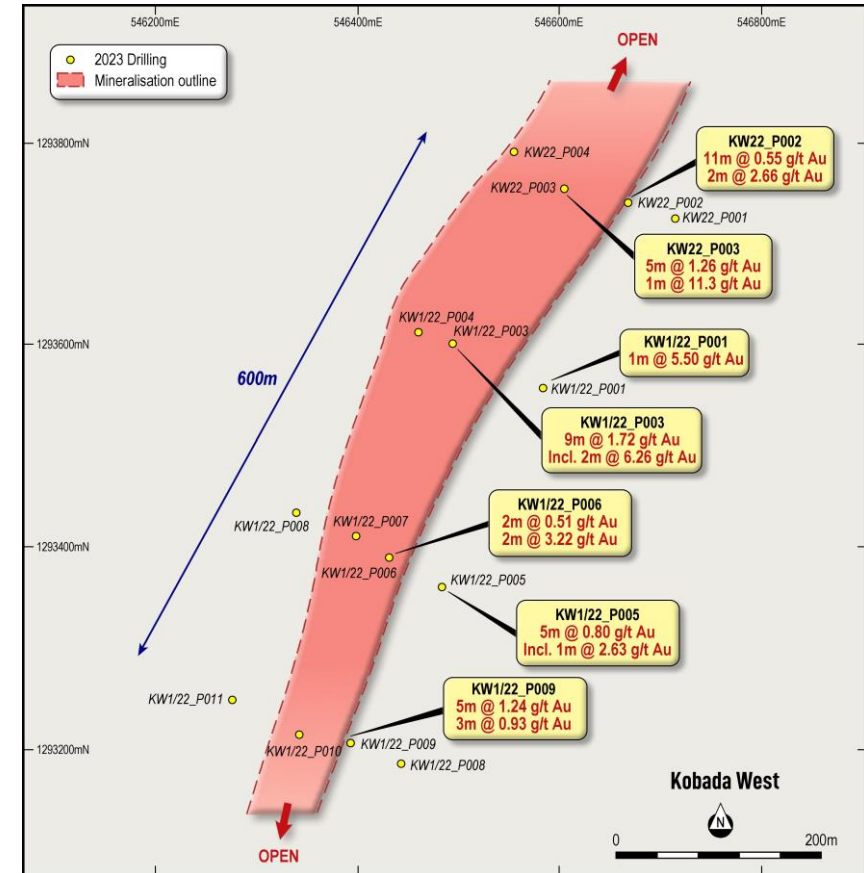 546200mE
546400mE
546600mE
546800mE
OPEN
2023 Drilling
Mineralisation outline
1293800mN
KW22_P004
KW22_P002
11m @ 0.55 g/t Au
2m @ 2.66 g/t Au
KW22_P003
KW22_P002
KW22_P001
KW22_P003
5m @ 1.26 g/t Au
1m @ 11.3 g/t Au
KW1/22_P004
KW1/22_P003
1293600mN
KW1/22_P001
1m @ 5.50 g/t Au
600m
KW1/22_P001
KW1/22_P003
9m @ 1.72 g/t Au
Incl. 2m @ 6.26 g/t Au
KW1/22_P008
KW1/22_P007
KW1/22_P006
2m @ 0.51 g/t Au
2m @ 3.22 g/t Au
1293400mN
KW1/22_P006
KW1/22_P005
KW1/22_P005
5m @ 0.80 g/t Au
Incl. 1m @ 2.63 g/t Au
KW1/22_P011
KW1/22_P009
5m @ 1.24 g/t Au
3m @ 0.93 g/t Au
1293200mN
KW1/22_P010
KW1/22_P009
KW1/22_P008
Kobada West
N
0
200m
OPEN